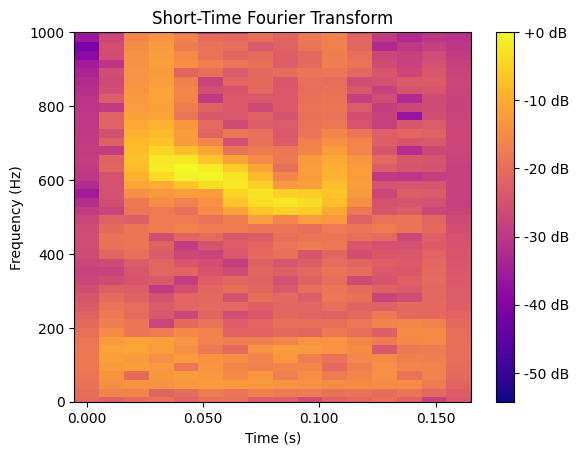 Short-Time Fourier Transform
1000
800
600
400
200
0
Frequency (Hz)
0.000
0.050
0.100
0.150
Time (s)
+0 dB
-10 dB
-20 dB
-30 dB
-40 dB
-50 dB